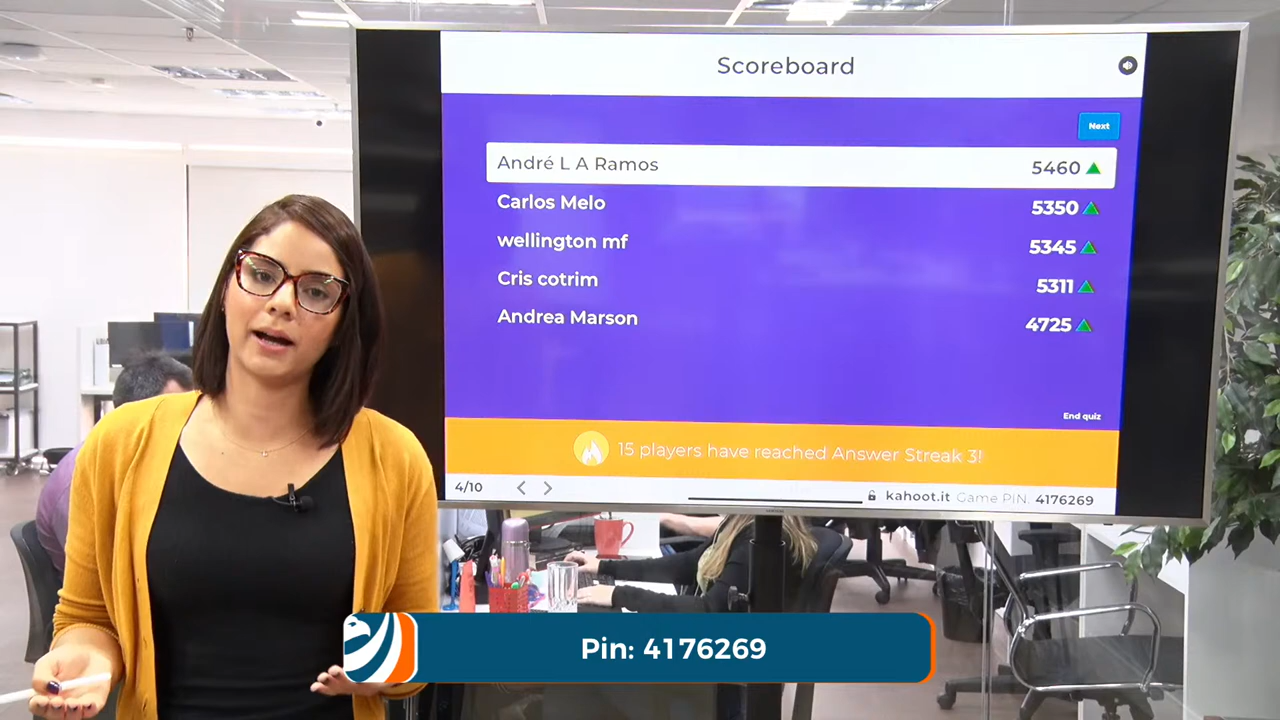 Scoreboard
Next
André L A Ramos 5460
Carlos Melo 5350
wellington mf 5345
Cris cotrim 5311
Andrea Marson 4725
End quiz
15 players have reached Answer Streak 3!
4/10
kahoot.it Game PIN: 4176269
Pin: 4176269